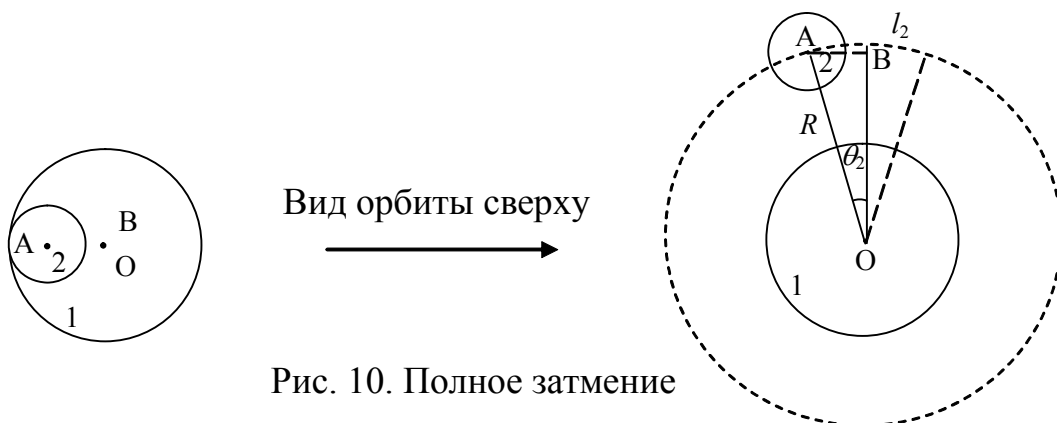 A
2
B
O
1
Вид орбиты сверху
A
2
B
l2
R
θ2
O
1
Рис. 10. Полное затмение